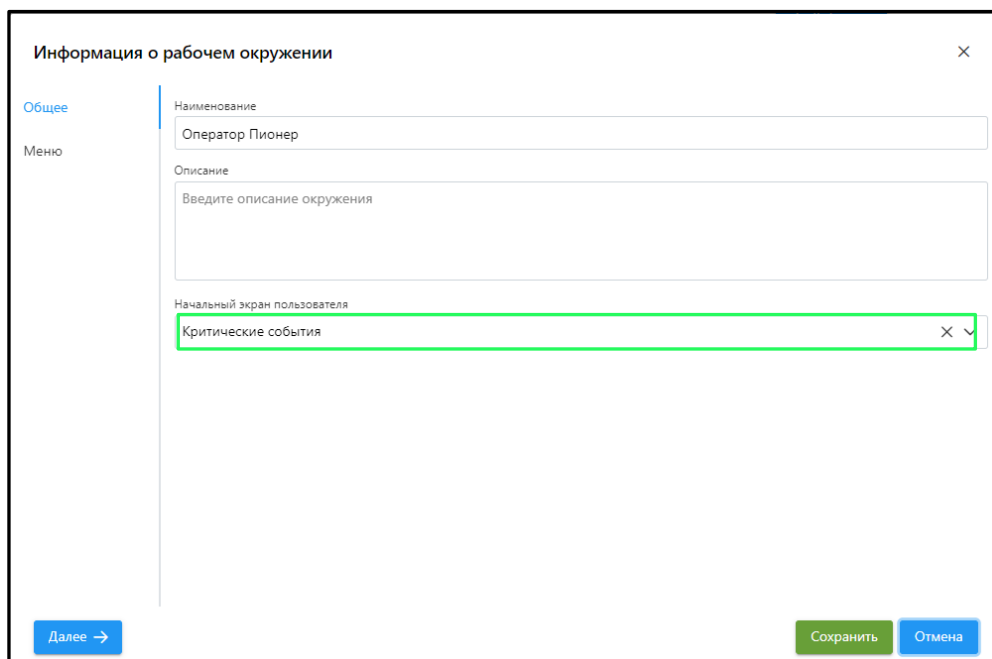 Информация о рабочем окружении
Общее
Меню
Наименование
Оператор Пионер
Описание
Введите описание окружения
Начальный экран пользователя
Критические события
Далее →
Сохранить
Отмена